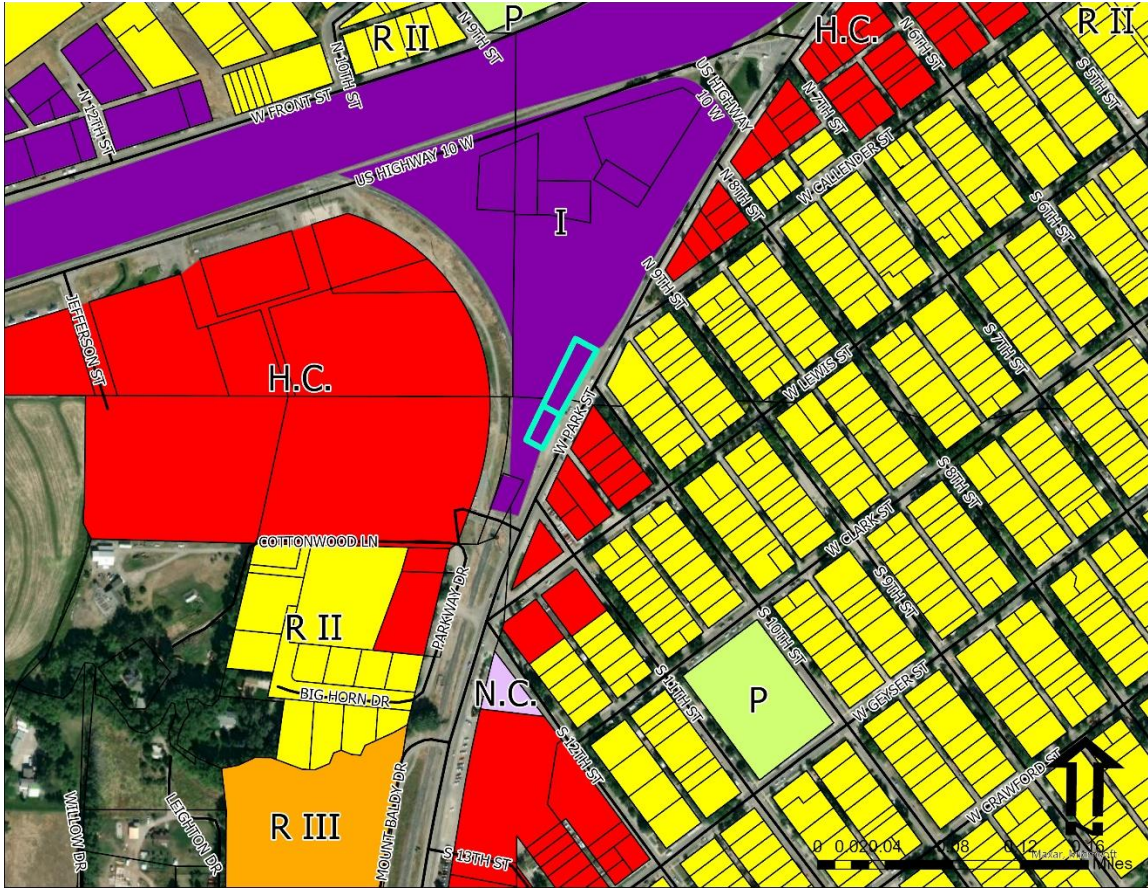 N 9TH ST
P
R II
N 10TH ST
H.C.
N 6TH ST
R II
S 5TH ST
N 12TH ST
W FRONT ST
US HIGHWAY
10 W
N 7TH ST
US HIGHWAY 10 W
W CALLENDER ST
N 8TH ST
S 6TH ST
I
N 9TH ST
JEFFERSON ST
S 7TH ST
W LEWIS ST
H.C.
W PARK ST
S 8TH ST
W CLARK ST
COTTONWOOD LN
S 9TH ST
PARKWAY DR
R II
S 10TH ST
BIG HORN DR
N.C.
S 11TH ST
P
W GEYSER ST
S 12TH ST
W CRAWFORD ST
R III
WILLOW DR
LEIGHTON DR
MOUNT BALDY DR
S 13TH ST
0 0.02 0.04 0.08 0.12 0.16
Maxar, Microsoft
Miles